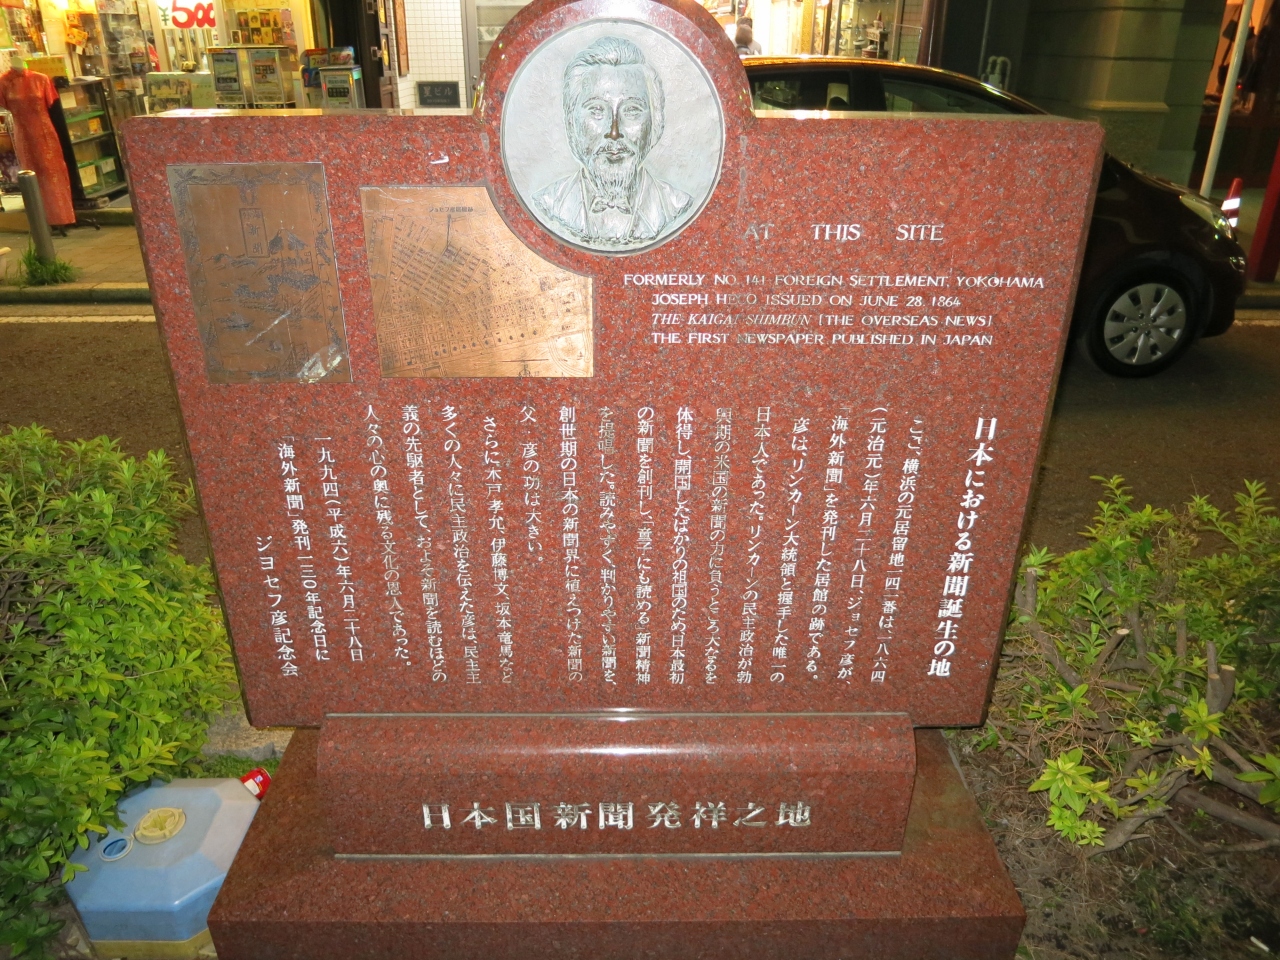 ¥500
星ビル
AT THIS SITE
FORMERLY NO. 141 FOREIGN SETTLEMENT, YOKOHAMA
JOSEPH HECO ISSUED ON JUNE 28, 1864
THE KAIGAI SHIMBUN [THE OVERSEAS NEWS]
THE FIRST NEWSPAPER PUBLISHED IN JAPAN
日本における新聞誕生の地
ここ、横浜の元居留地一四一番は、一八六四
(元治元)年六月二十八日、ジョセフ彦が、
「海外新聞」を発刊した居館の跡である。
彦は、リンカーン大統領と握手した唯一の
日本人であった。リンカーンの民主政治が勃
興期の米国の新聞の力に負うところ大なるを
体得し、開国したばかりの祖国のため日本最初
の新聞を創刊し、「童子にも読める」新聞精神
を提唱した。読みやすく、判かりやすい新聞を、
創世期の日本の新聞界に植えつけた新聞の
父 彦の功は大きい。
さらに木戸孝允、伊藤博文、坂本竜馬など
多くの人々に民主政治を伝えた彦は、民主主
義の先駆者として、およそ新聞を読むほどの
人々の心の奥に残る文化の恩人であった。
一九九四(平成六)年六月二十八日
「海外新聞」発刊一三〇年記念日に
ジョセフ彦記念会
日本国新聞発祥之地